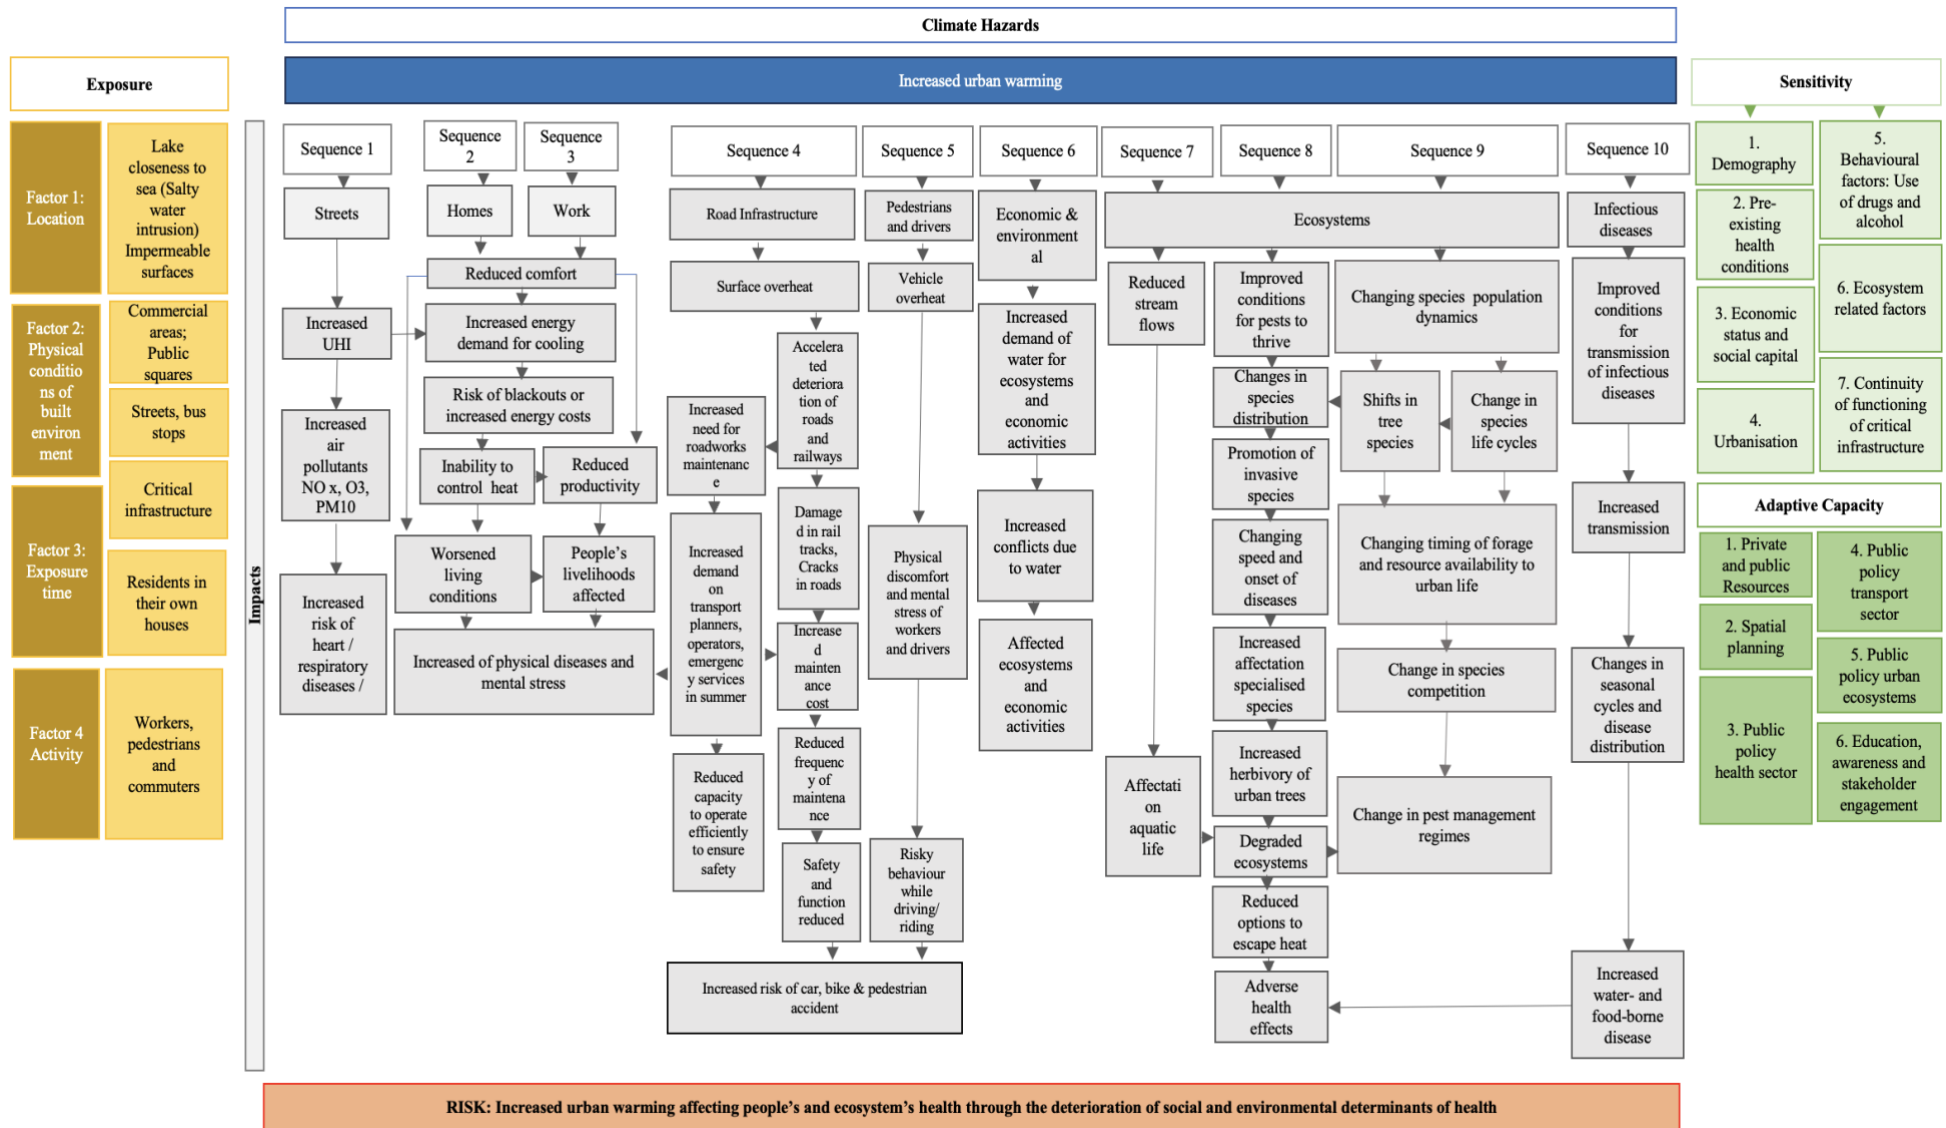 Climate Hazards
Increased urban warming
Exposure
Factor 1:
Location
Lake
closeness to
sea (Salty
water
intrusion)
Impermeable
surfaces
Factor 2:
Physical
conditio
ns of
built
environ
ment
Commercial
areas;
Public
squares
Streets, bus
stops
Factor 3:
Exposure
time
Critical
infrastructure
Residents in
their own
houses
Factor 4
Activity
Workers,
pedestrians
and
commuters
Impacts
Sequence 1
Streets
Increased
UHI
Increased
air
pollutants
NO x, O3,
PM10
Increased
risk of
heart /
respiratory
diseases /
Sequence
2
Homes
Sequence
3
Work
Reduced comfort
Increased energy
demand for cooling
Risk of blackouts or
increased energy costs
Inability to
control heat
Reduced
productivity
Worsened
living
conditions
People's
livelihoods
affected
Increased of physical diseases and
mental stress
Sequence 4
Road Infrastructure
Surface overheat
Accelera
ted
deteriora
tion of
roads
and
railways
Increased
need for
roadworks
maintenanc
e
Damage
d in rail
tracks,
Cracks
in roads
Increased
demand
on
transport
planners,
operators,
emergenc
y services
in summer
Increase
d
mainten
ance
cost
Reduced
frequenc
y of
maintena
nce
Reduced
capacity
to operate
efficiently
to ensure
safety
Safety
and
function
reduced
Sequence 5
Pedestrians
and drivers
Vehicle
overheat
Physical
discomfort
and mental
stress of
workers
and drivers
Risky
behaviour
while
driving/
riding
Increased risk of car, bike & pedestrian
accident
Sequence 6
Economic &
environment
al
Increased
demand of
water for
ecosystems
and
economic
activities
Increased
conflicts due
to water
Affected
ecosystems
and
economic
activities
Sequence 7
Sequence 8
Sequence 9
Ecosystems
Reduced
stream
flows
Affectati
on
aquatic
life
Improved
conditions
for pests to
thrive
Changes in
species
distribution
Promotion of
invasive
species
Changing
speed and
onset of
diseases
Increased
affectation
specialised
species
Increased
herbivory of
urban trees
Degraded
ecosystems
Reduced
options to
escape heat
Adverse
health
effects
Changing species population
dynamics
Shifts in
tree
species
Change in
species
life cycles
Changing timing of forage
and resource availability to
urban life
Change in species
competition
Change in pest management
regimes
Sequence 10
Infectious
diseases
Improved
conditions
for
transmission
of infectious
diseases
Increased
transmission
Changes in
seasonal
cycles and
disease
distribution
Increased
water- and
food-borne
disease
Sensitivity
1.
Demography
2. Pre-
existing
health
conditions
3. Economic
status and
social capital
4.
Urbanisation
5.
Behavioural
factors: Use
of drugs and
alcohol
6. Ecosystem
related factors
7. Continuity
of functioning
of critical
infrastructure
Adaptive Capacity
1. Private
and public
Resources
2. Spatial
planning
3. Public
policy
health sector
4. Public
policy
transport
sector
5. Public
policy urban
ecosystems
6. Education,
awareness and
stakeholder
engagement
RISK: Increased urban warming affecting people's and ecosystem's health through the deterioration of social and environmental determinants of health